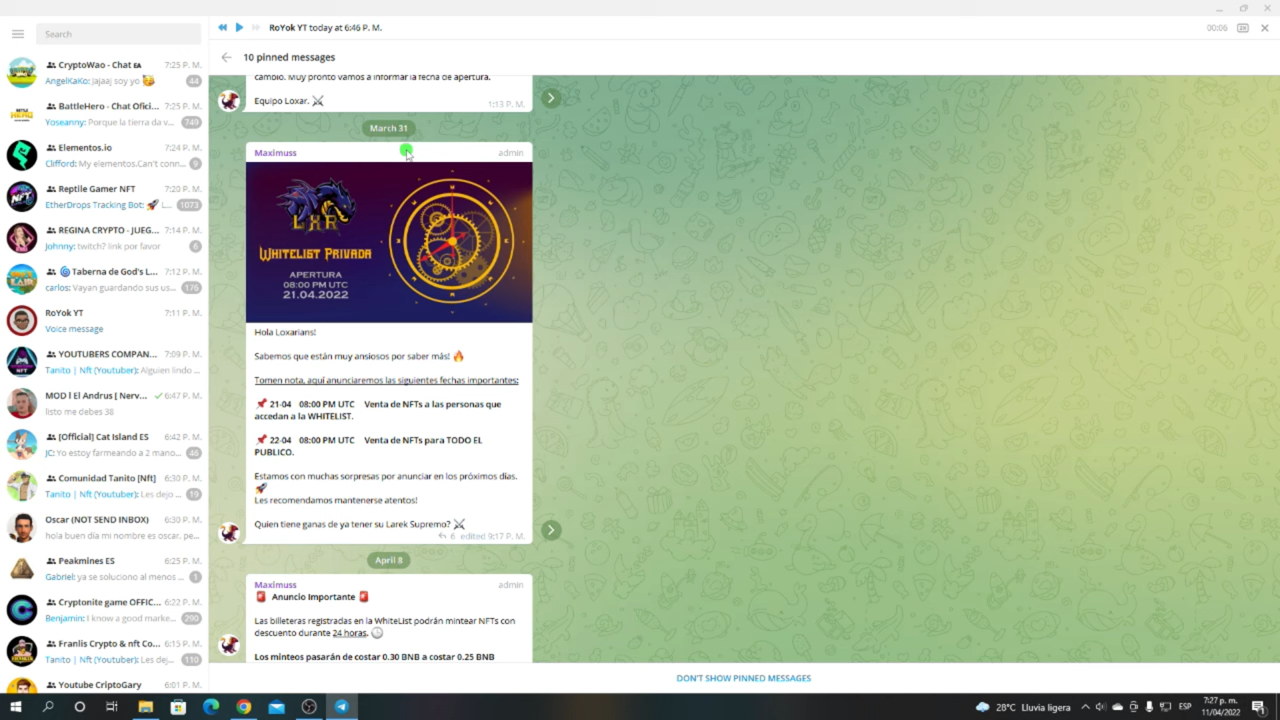 RoYok YT today at 6:46 P. M.
00:06
2X
Search
10 pinned messages
CryptoWao - Chat EA
7:25 P. M.
AngelKaKo: Jajaaj soy yo 🥰
44
BattleHero - Chat Ofici...
7:25 P. M.
Yoseanny: Porque la tierra da v...
749
Elementos.io
7:24 P. M.
Clifford: My elementos.Can't conn...
9
Reptile Gamer NFT
7:20 P. M.
EtherDrops Tracking Bot: 🚀 L...
1073
REGINA CRYPTO - JUEG...
7:14 P. M.
Johnny: twitch? link por favor
6
🌀 Taberna de God's L...
7:12 P. M.
carlos: Vayan guardando sus us...
176
RoYok YT
7:11 P. M.
Voice message
YOUTUBERS COMPAN...
7:09 P. M.
Tanito | Nft (Youtuber): Alguien lindo ...
MOD l El Andrus [ Nerv...
6:47 P. M.
listo me debes 38
[Official] Cat Island ES
6:42 P. M.
JC: Yo estoy farmeando a 2 mano...
46
Comunidad Tanito [Nft]
6:30 P. M.
Tanito | Nft (Youtuber): Les dejo ...
19
Oscar (NOT SEND INBOX)
6:30 P. M.
hola buen día mi nombre es oscar, pe...
Peakmines ES
6:25 P. M.
Gabriel: ya se soluciono al menos ...
1
Cryptonite game OFFIC...
6:22 P. M.
Benjamin: I know a good marke...
290
Franlis Crypto & nft Co...
6:15 P. M.
Tanito | Nft (Youtuber): Les dej...
110
Youtube CriptoGary
6:01 P. M.
cambio. Muy pronto vamos a informar la fecha de apertura.
Equipo Loxar. ⚔
1:13 P. M.
March 31
Maximuss
admin
LXR
WHITELIST PRIVADA
APERTURA
08:00 PM UTC
21.04.2022
Hola Loxarians!
Sabemos que están muy ansiosos por saber más! 🔥
Tomen nota, aquí anunciaremos las siguientes fechas importantes:
📌 21-04 08:00 PM UTC Venta de NFTs a las personas que
accedan a la WHITELIST.
📌 22-04 08:00 PM UTC Venta de NFTs para TODO EL
PUBLICO.
Estamos con muchas sorpresas por anunciar en los próximos días.
🚀
Les recomendamos mantenerse atentos!
Quien tiene ganas de ya tener su Larek Supremo? ⚔
6 edited 9:17 P. M.
April 8
Maximuss
admin
🚨 Anuncio Importante 🚨
Las billeteras registradas en la WhiteList podrán mintear NFTs con
descuento durante 24 horas.
Los minteos pasarán de costar 0.30 BNB a costar 0.25 BNB
DON'T SHOW PINNED MESSAGES
28°C Lluvia ligera
ESP
7:27 p. m.
11/04/2022